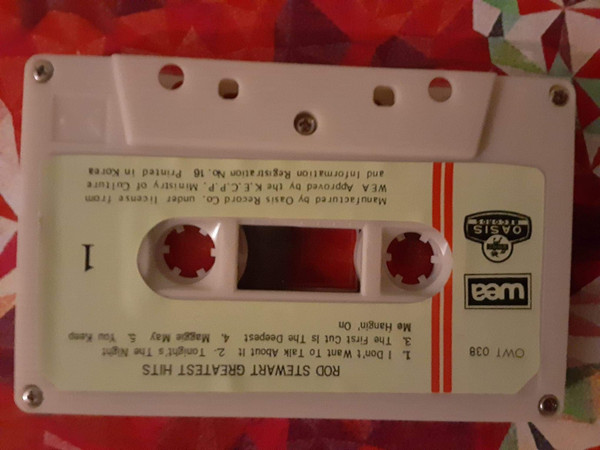 ROD STEWART GREATEST HITS
OWT 038
1. I Don't Want To Talk About It 2. Tonight's The Night
3. The First Cut Is The Deepest 4. Maggie May 5. You Keep
Me Hangin' On
wea
1
OASIS
RECORDS
Manufactured by Oasis Record Co. under license from
WEA Approved by the K.E.C.P.P. Ministry of Culture
and Information Registration No. 16 Printed in Korea